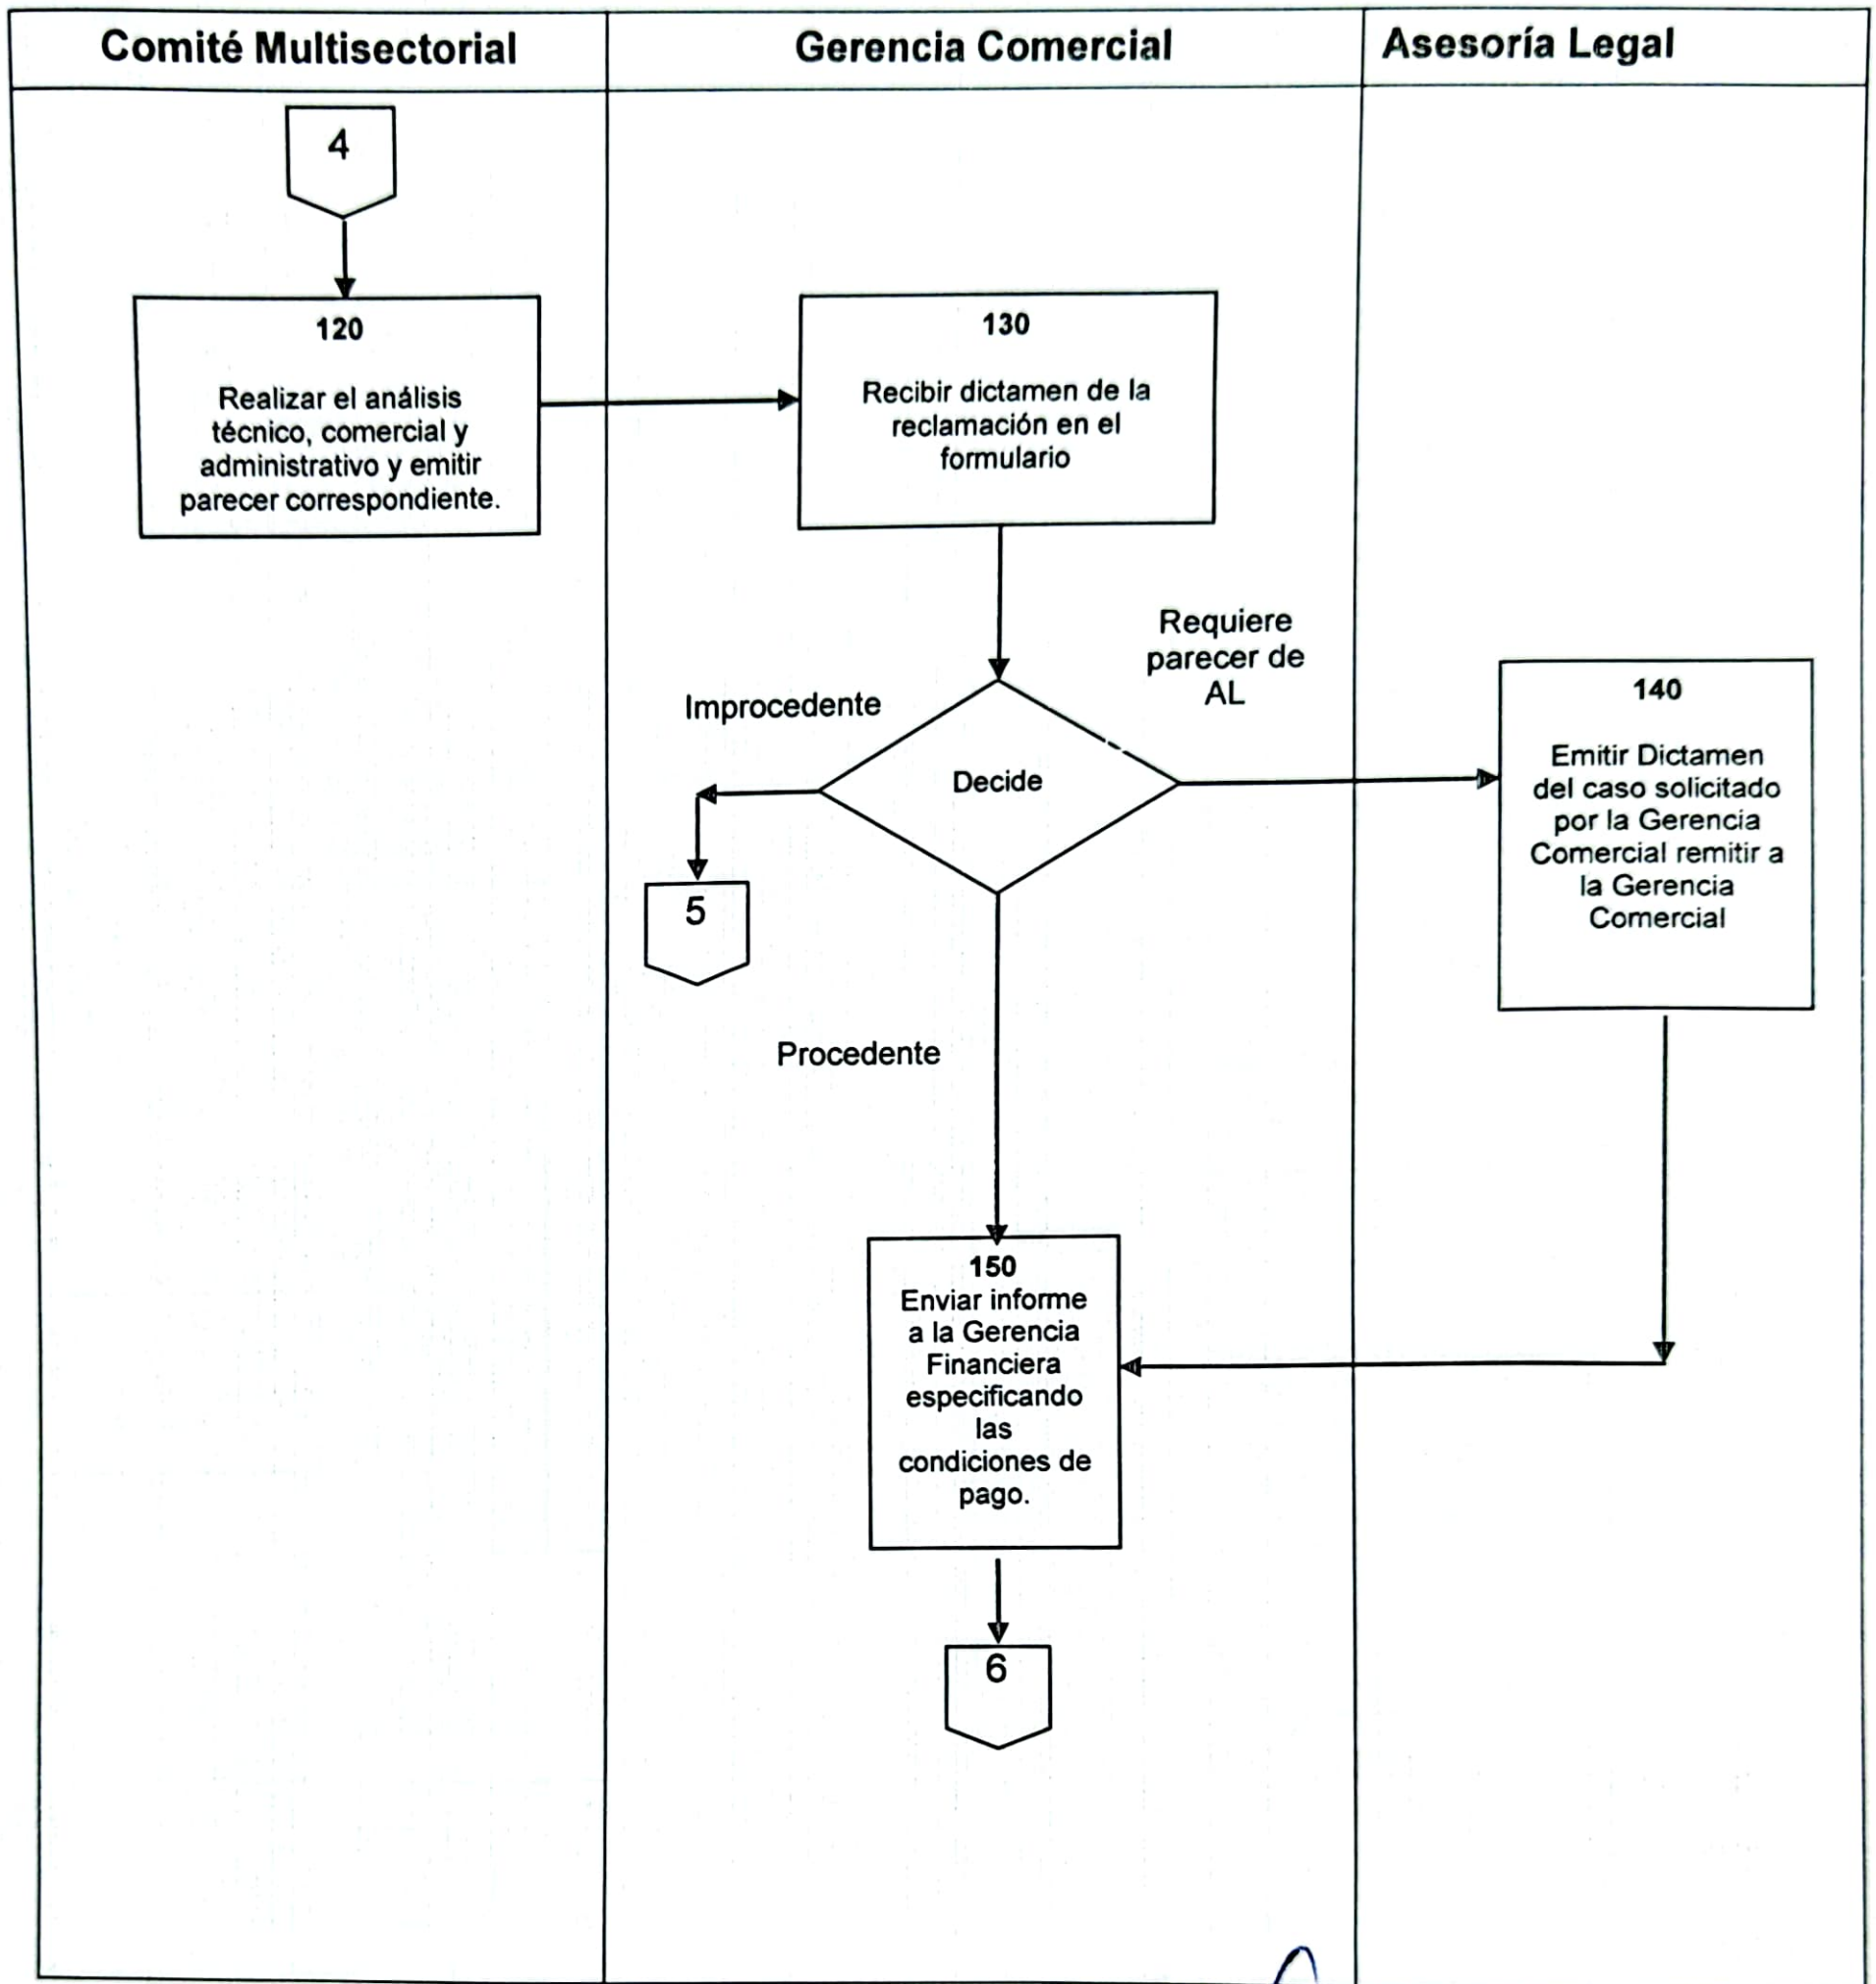 Comité Multisectorial
Gerencia Comercial
Asesoría Legal
4
120
Realizar el análisis
técnico, comercial y
administrativo y emitir
parecer correspondiente.
130
Recibir dictamen de la
reclamación en el
formulario
Requiere
parecer de
AL
Improcedente
Decide
140
Emitir Dictamen
del caso solicitado
por la Gerencia
Comercial remitir a
la Gerencia
Comercial
5
Procedente
150
Enviar informe
a la Gerencia
Financiera
especificando
las
condiciones de
pago.
6